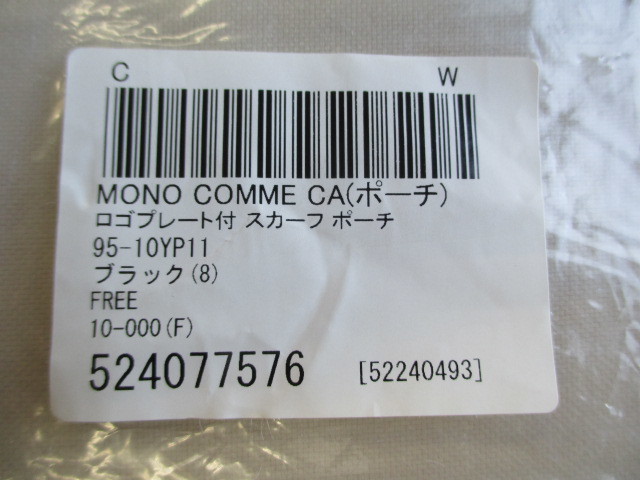 C W
MONO COMME CA(ポーチ)
ロゴプレート付 スカーフ ポーチ
95-10YP11
ブラック(8)
FREE
10-000(F)
524077576 [52240493]